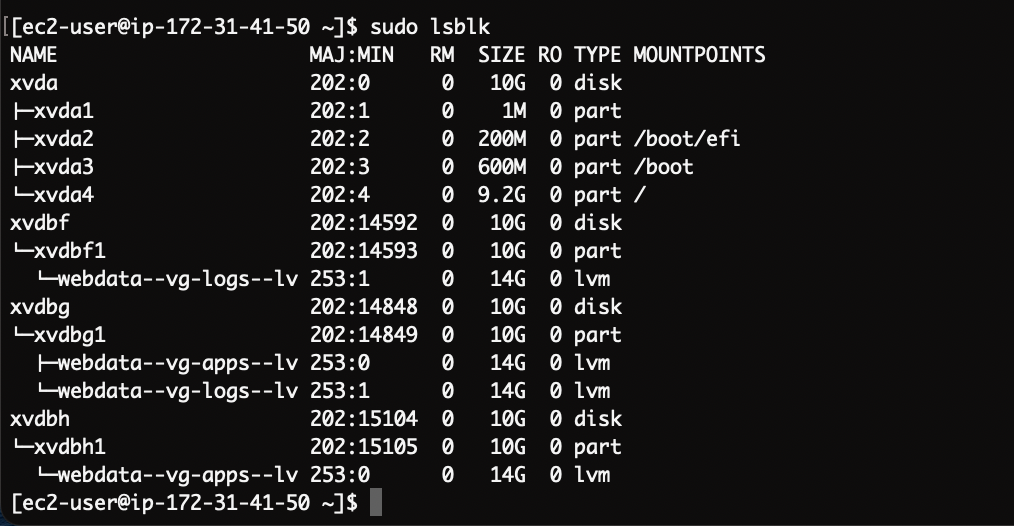 [ec2-user@ip-172-31-41-50 ~]$ sudo lsblk
NAME                     MAJ:MIN   RM  SIZE RO TYPE MOUNTPOINTS
xvda                     202:0      0   10G  0 disk
├─xvda1                  202:1      0    1M  0 part
├─xvda2                  202:2      0  200M  0 part /boot/efi
├─xvda3                  202:3      0  600M  0 part /boot
└─xvda4                  202:4      0  9.2G  0 part /
xvdbf                    202:14592  0   10G  0 disk
└─xvdbf1                 202:14593  0   10G  0 part
  └─webdata--vg-logs--lv 253:1      0   14G  0 lvm
xvdbg                    202:14848  0   10G  0 disk
└─xvdbg1                 202:14849  0   10G  0 part
  ├─webdata--vg-apps--lv 253:0      0   14G  0 lvm
  └─webdata--vg-logs--lv 253:1      0   14G  0 lvm
xvdbh                    202:15104  0   10G  0 disk
└─xvdbh1                 202:15105  0   10G  0 part
  └─webdata--vg-apps--lv 253:0      0   14G  0 lvm
[ec2-user@ip-172-31-41-50 ~]$